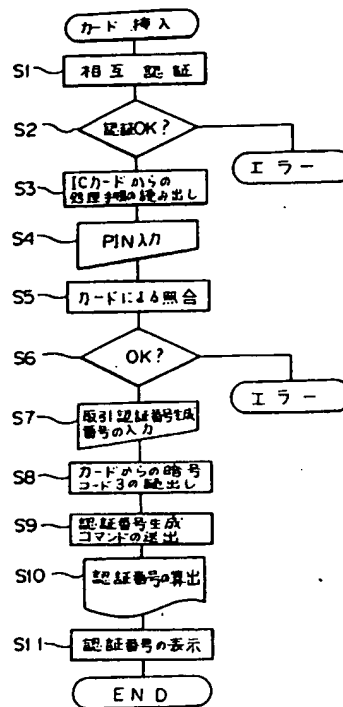 カード挿入
S1 相互認証
S2 認証OK?
エラー
S3 ICカードからの
処理手順の読み出し
S4 PIN入力
S5 カードによる照合
S6 OK?
エラー
S7 取引認証番号生成
番号の入力
S8 カードからの暗号
コード3の読出し
S9 認証番号生成
コマンドの送出
S10 認証番号の算出
S11 認証番号の表示
END